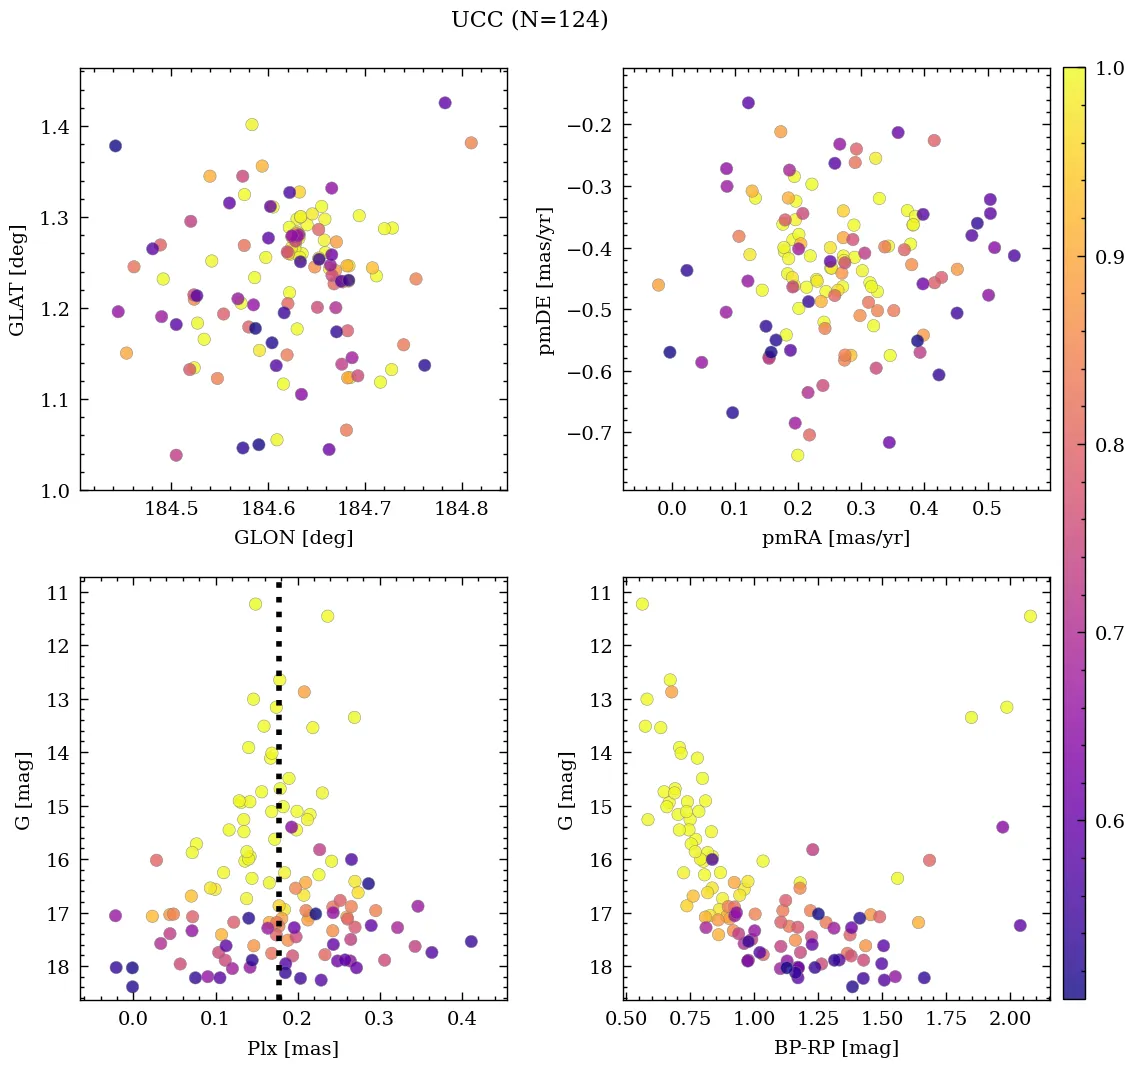 UCC (N=124)
1.4
1.3
1.2
1.1
1.0
GLAT [deg]
184.5 184.6 184.7 184.8
GLON [deg]
−0.2
−0.3
−0.4
−0.5
−0.6
−0.7
pmDE [mas/yr]
0.0 0.1 0.2 0.3 0.4 0.5
pmRA [mas/yr]
1.0
0.9
0.8
0.7
0.6
11
12
13
14
15
16
17
18
G [mag]
0.0 0.1 0.2 0.3 0.4
Plx [mas]
11
12
13
14
15
16
17
18
G [mag]
0.50 0.75 1.00 1.25 1.50 1.75 2.00
BP-RP [mag]